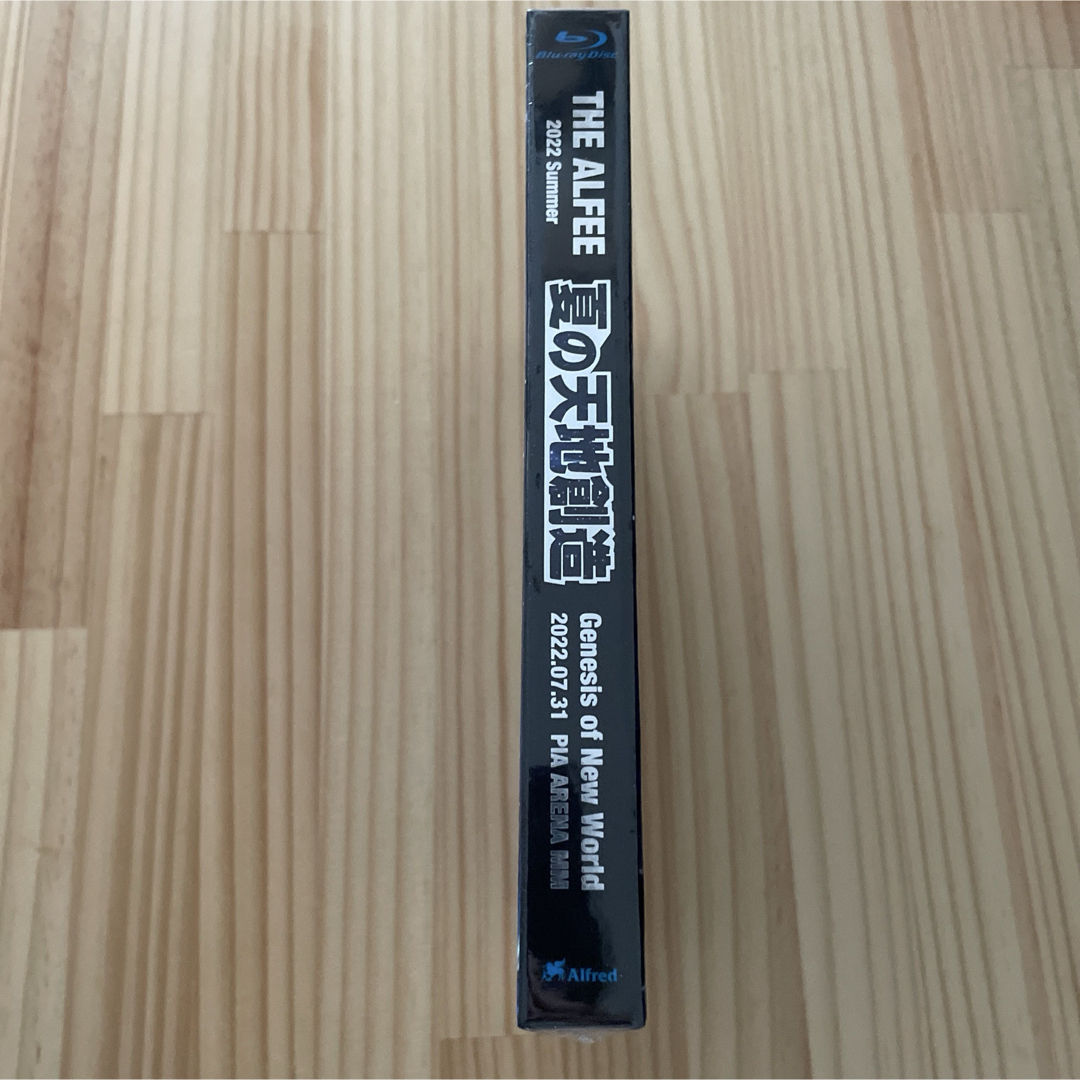 Blu-ray Disc
THE ALFEE
2022 Summer
夏の天地創造
Genesis of New World
2022.07.31 PIA ARENA MM
Alfred